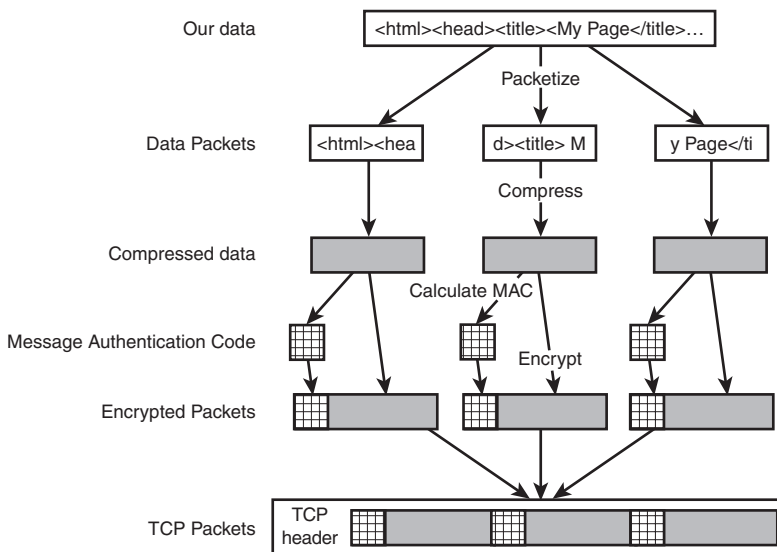 Our data
<html><head><title><My Page</title>...
Packetize
Data Packets
<html><hea
d><title> M
y Page</ti
Compress
Compressed data
Calculate MAC
Message Authentication Code
Encrypt
Encrypted Packets
TCP Packets
TCP
header